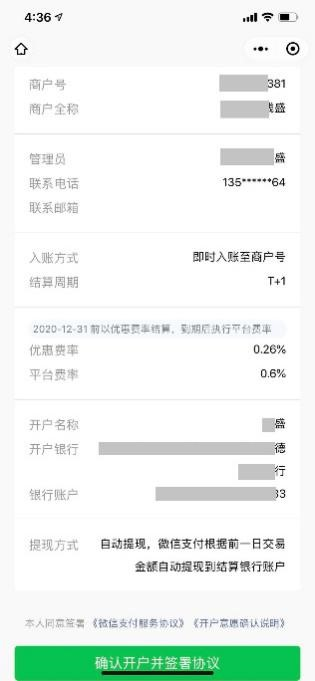 4:36
商户号 381
商户全称 盛
管理员 盛
联系电话 135******64
联系邮箱
入账方式 即时入账至商户号
结算周期 T+1
2020-12-31 前以优惠费率结算，到期后执行平台费率
优惠费率 0.26%
平台费率 0.6%
开户名称 盛
开户银行 德
行
银行账户 33
提现方式 自动提现，微信支付根据前一日交易
金额自动提现到结算银行账户
本人同意签署《微信支付服务协议》《开户意愿确认说明》
确认开户并签署协议